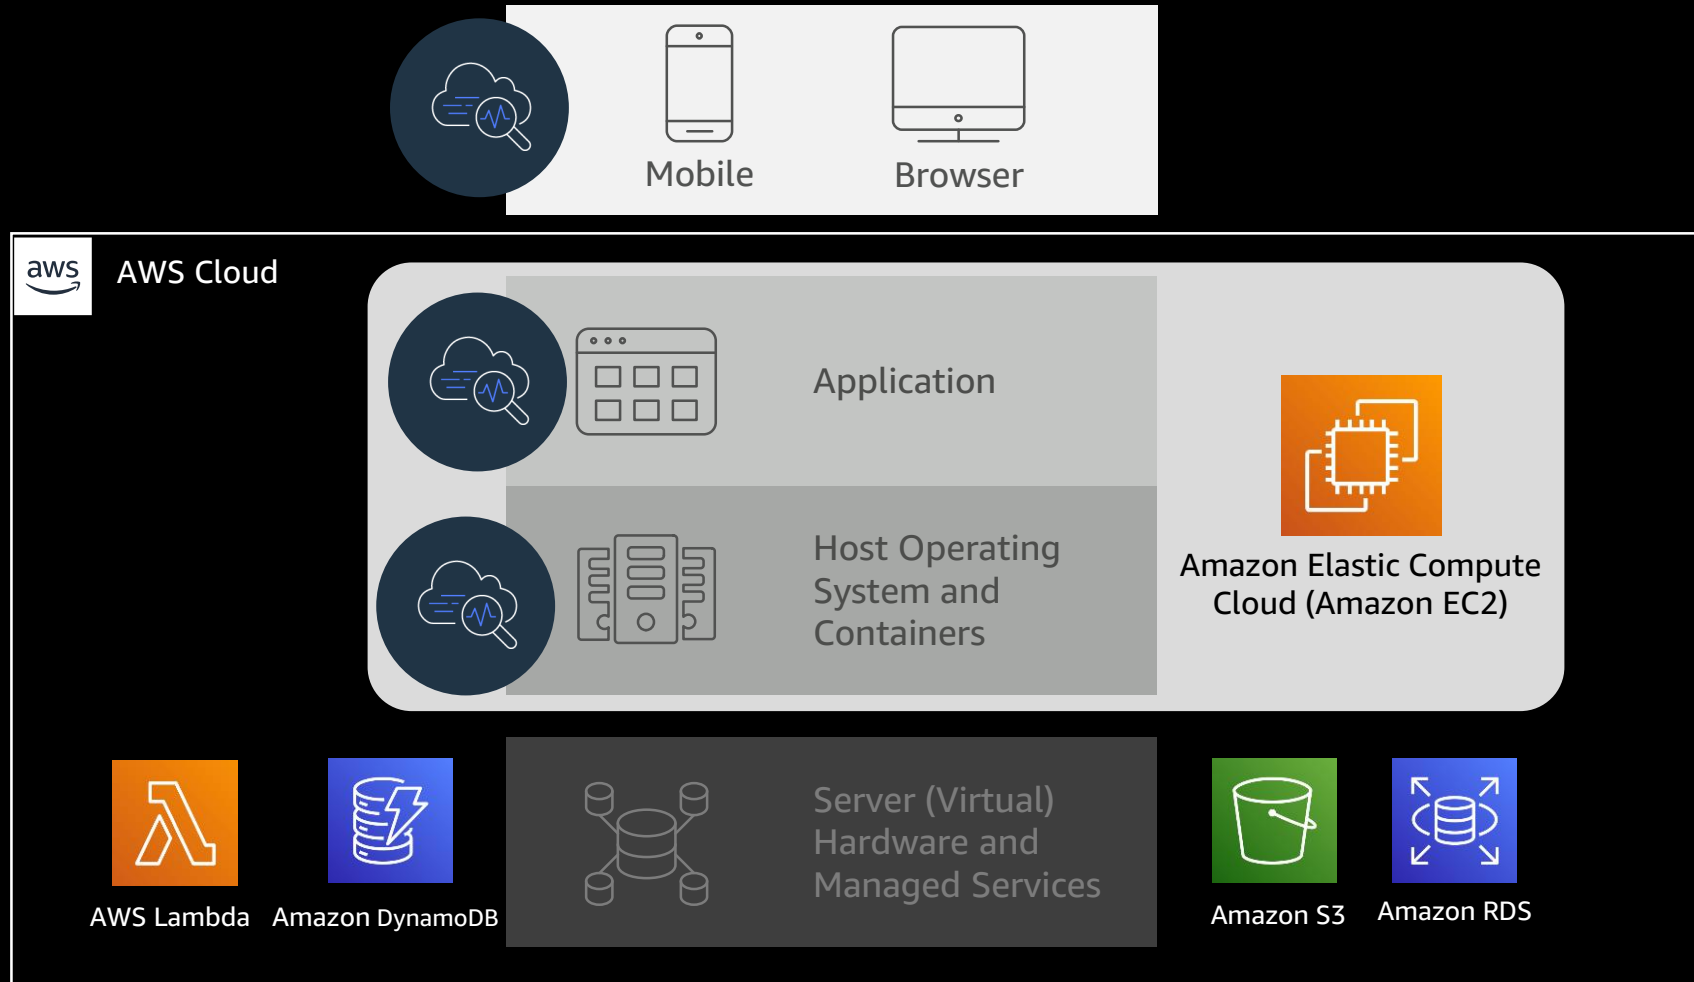 Mobile
Browser
aws
AWS Cloud
Application
Host Operating
System and
Containers
Amazon Elastic Compute
Cloud (Amazon EC2)
Server (Virtual)
Hardware and
Managed Services
AWS Lambda
Amazon DynamoDB
Amazon S3
Amazon RDS